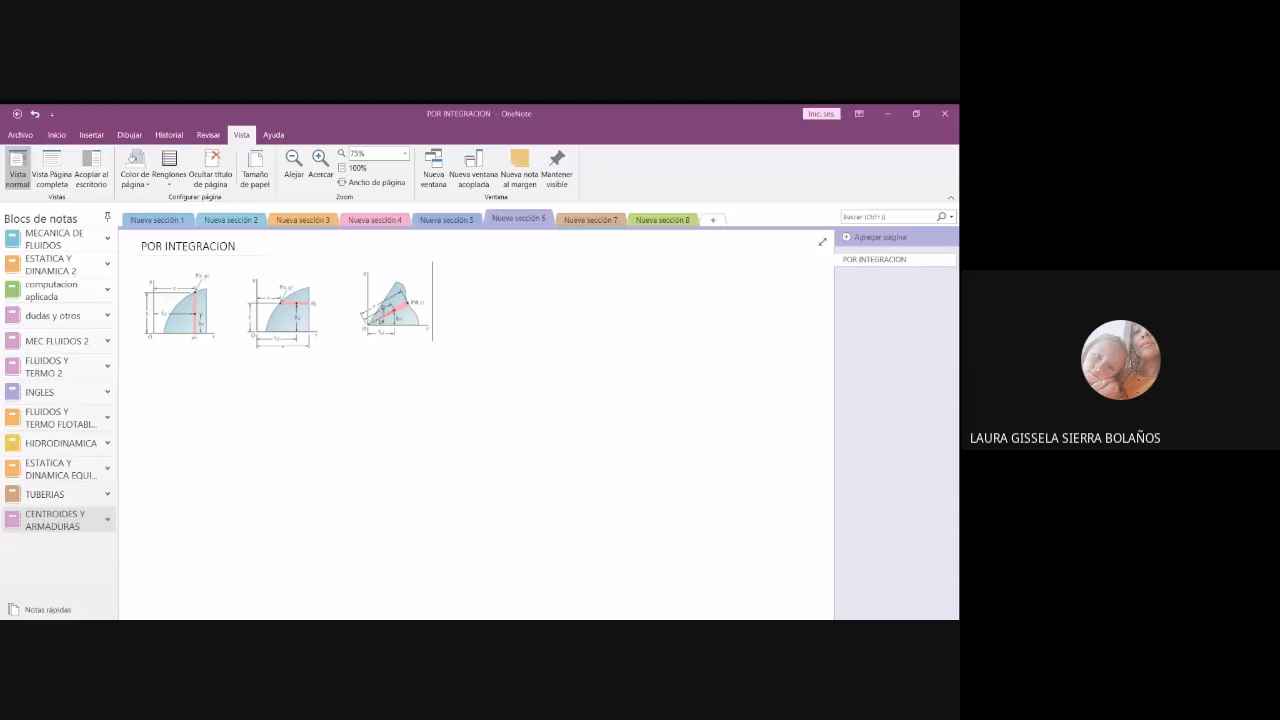 POR INTEGRACION - OneNote
Inic. ses.
Archivo Inicio Insertar Dibujar Historial Revisar Vista Ayuda
Vista normal
Vista Página completa
Acoplar al escritorio
Vistas
Color de página
Renglones
Ocultar título de página
Tamaño de papel
Configurar página
Alejar
Acercar
75%
100%
Ancho de página
Zoom
Nueva ventana
Nueva ventana acoplada
Nueva nota al margen
Mantener visible
Ventana
Blocs de notas
Nueva sección 1
Nueva sección 2
Nueva sección 3
Nueva sección 4
Nueva sección 5
Nueva sección 6
Nueva sección 7
Nueva sección 8
+
Buscar (Ctrl+J)
MECANICA DE
FLUIDOS
ESTATICA Y
DINAMICA 2
computacion
aplicada
dudas y otros
MEC FLUIDOS 2
FLUIDOS Y
TERMO 2
INGLES
FLUIDOS Y
TERMO FLOTABI...
HIDRODINAMICA
ESTATICA Y
DINAMICA EQUI...
TUBERIAS
CENTROIDES Y
ARMADURAS
Notas rápidas
POR INTEGRACION
P(x, y)
P(x, y)
Agregar página
POR INTEGRACION
LAURA GISSELA SIERRA BOLAÑOS